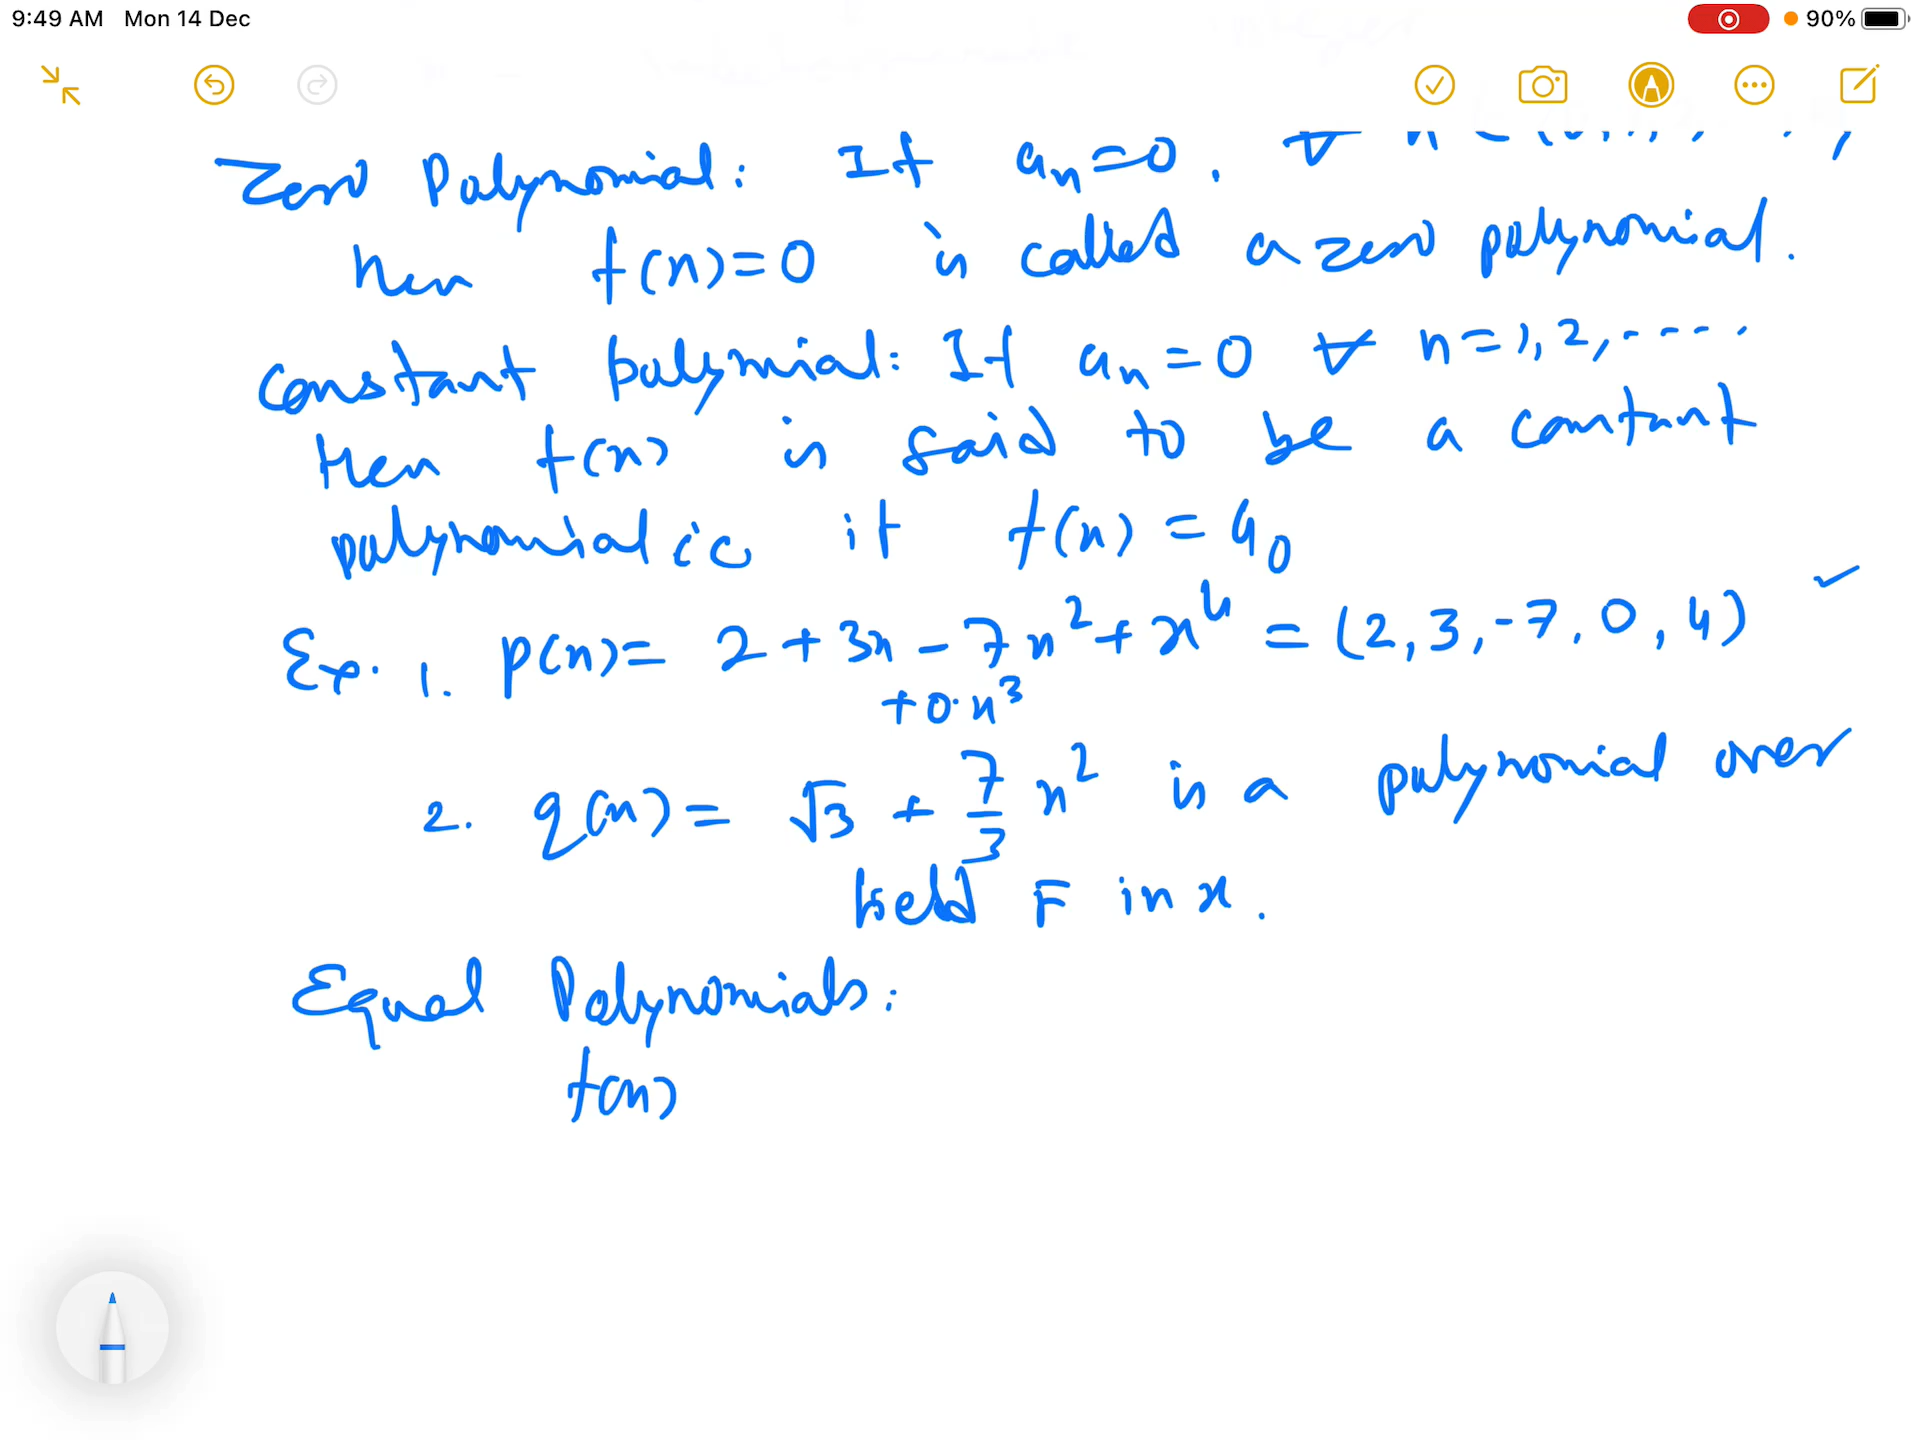 9:49 AM Mon 14 Dec 90%
Zero Polynomial: If aₙ=0, ∀ n
then f(x)=0 is called a zero polynomial.
Constant polymial: If aₙ=0 ∀ n=1,2,-----
then f(x) is said to be a constant
polynomial ie if f(x) = a₀
Ex. 1. p(x)= 2+3x-7x²+x⁴ = (2,3,-7,0,4) ✓
+0·x³
2. q(x)= √3 + 7/3 x² is a polynomial over
field F in x.
Equal Polynomials:
f(x)